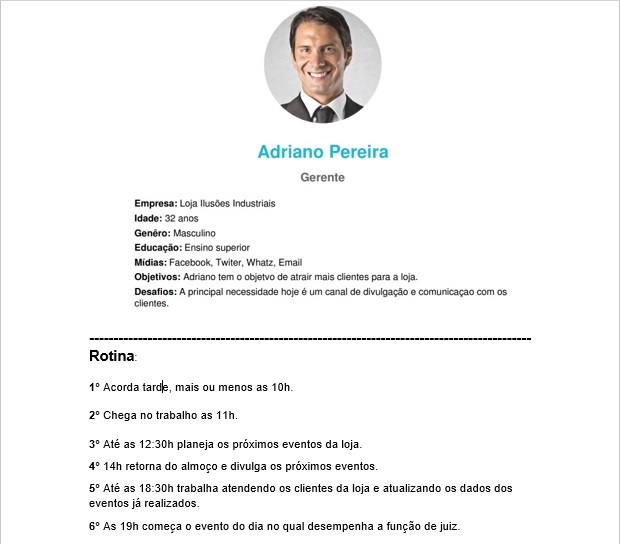 Adriano Pereira
Gerente
Empresa: Loja Ilusões Industriais
Idade: 32 anos
Genêro: Masculino
Educação: Ensino superior
Mídias: Facebook, Twiter, Whatz, Email
Objetivos: Adriano tem o objetvo de atrair mais clientes para a loja.
Desafios: A principal necessidade hoje é um canal de divulgação e comunicaçao com os
clientes.
Rotina:
1º Acorda tarde, mais ou menos as 10h.
2º Chega no trabalho as 11h.
3º Até as 12:30h planeja os próximos eventos da loja.
4º 14h retorna do almoço e divulga os próximos eventos.
5º Até as 18:30h trabalha atendendo os clientes da loja e atualizando os dados dos
eventos já realizados.
6º As 19h começa o evento do dia no qual desempenha a função de juiz.